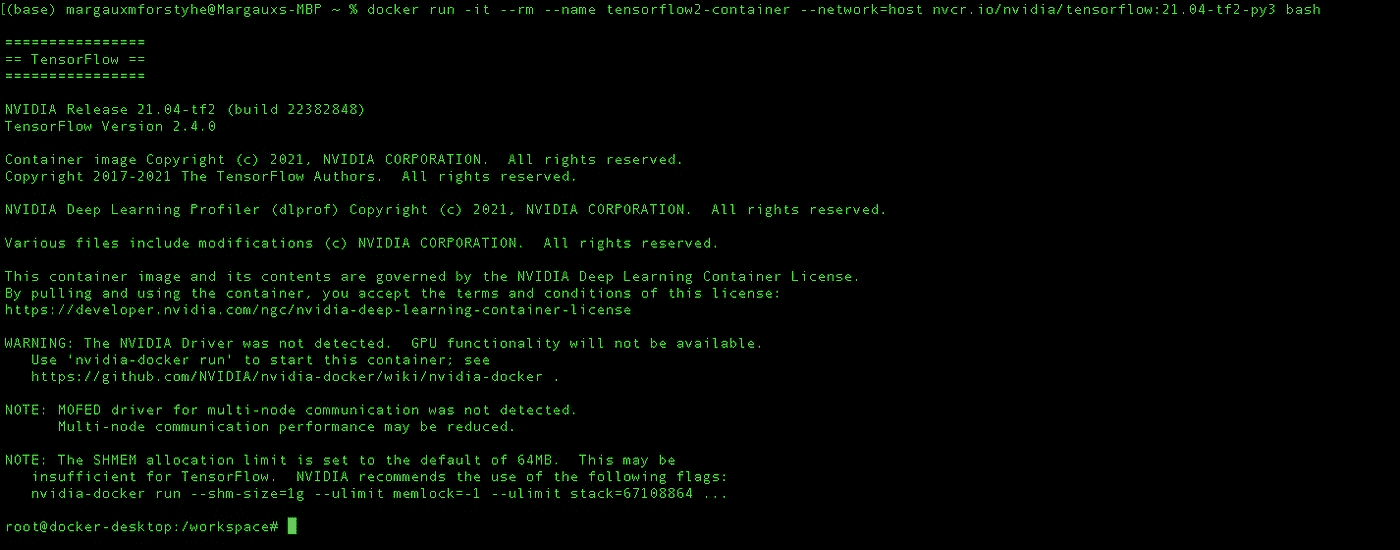 [(base) margauxmforstyhe@Margauxs-MBP ~ % docker run -it --rm --name tensorflow2-container --network=host nvcr.io/nvidia/tensorflow:21.04-tf2-py3 bash
================
== TensorFlow ==
================
NVIDIA Release 21.04-tf2 (build 22382848)
TensorFlow Version 2.4.0
Container image Copyright (c) 2021, NVIDIA CORPORATION.  All rights reserved.
Copyright 2017-2021 The TensorFlow Authors.  All rights reserved.
NVIDIA Deep Learning Profiler (dlprof) Copyright (c) 2021, NVIDIA CORPORATION.  All rights reserved.
Various files include modifications (c) NVIDIA CORPORATION.  All rights reserved.
This container image and its contents are governed by the NVIDIA Deep Learning Container License.
By pulling and using the container, you accept the terms and conditions of this license:
https://developer.nvidia.com/ngc/nvidia-deep-learning-container-license
WARNING: The NVIDIA Driver was not detected.  GPU functionality will not be available.
   Use 'nvidia-docker run' to start this container; see
   https://github.com/NVIDIA/nvidia-docker/wiki/nvidia-docker .
NOTE: MOFED driver for multi-node communication was not detected.
      Multi-node communication performance may be reduced.
NOTE: The SHMEM allocation limit is set to the default of 64MB.  This may be
   insufficient for TensorFlow.  NVIDIA recommends the use of the following flags:
   nvidia-docker run --shm-size=1g --ulimit memlock=-1 --ulimit stack=67108864 ...
root@docker-desktop:/workspace#